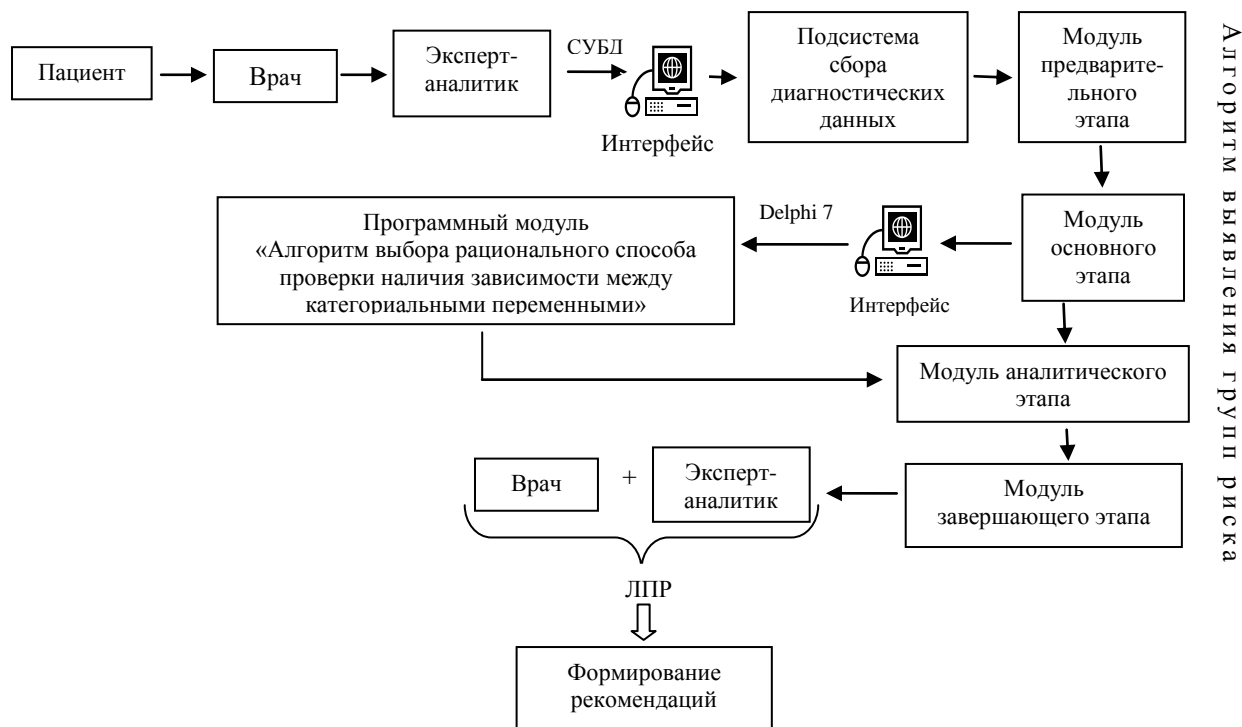 Пациент
Врач
Эксперт-
аналитик
СУБД
Интерфейс
Подсистема
сбора
диагностических
данных
Модуль
предварите-
льного
этапа
Алгоритм выявления групп риска
Программный модуль
«Алгоритм выбора рационального способа
проверки наличия зависимости между
категориальными переменными»
Delphi 7
Интерфейс
Модуль
основного
этапа
Модуль аналитического
этапа
Врач
+
Эксперт-
аналитик
Модуль
завершающего этапа
ЛПР
Формирование
рекомендаций